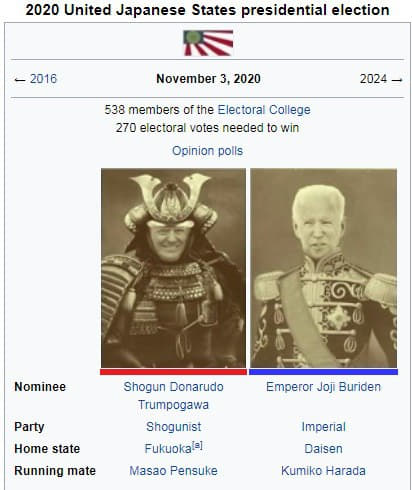 2020 United Japanese States presidential election
← 2016 November 3, 2020 2024 →
538 members of the Electoral College
270 electoral votes needed to win
Opinion polls
Nominee Shogun Donarudo Trumpogawa Emperor Joji Buriden
Party Shogunist Imperial
Home state Fukuoka[a] Daisen
Running mate Masao Pensuke Kumiko Harada